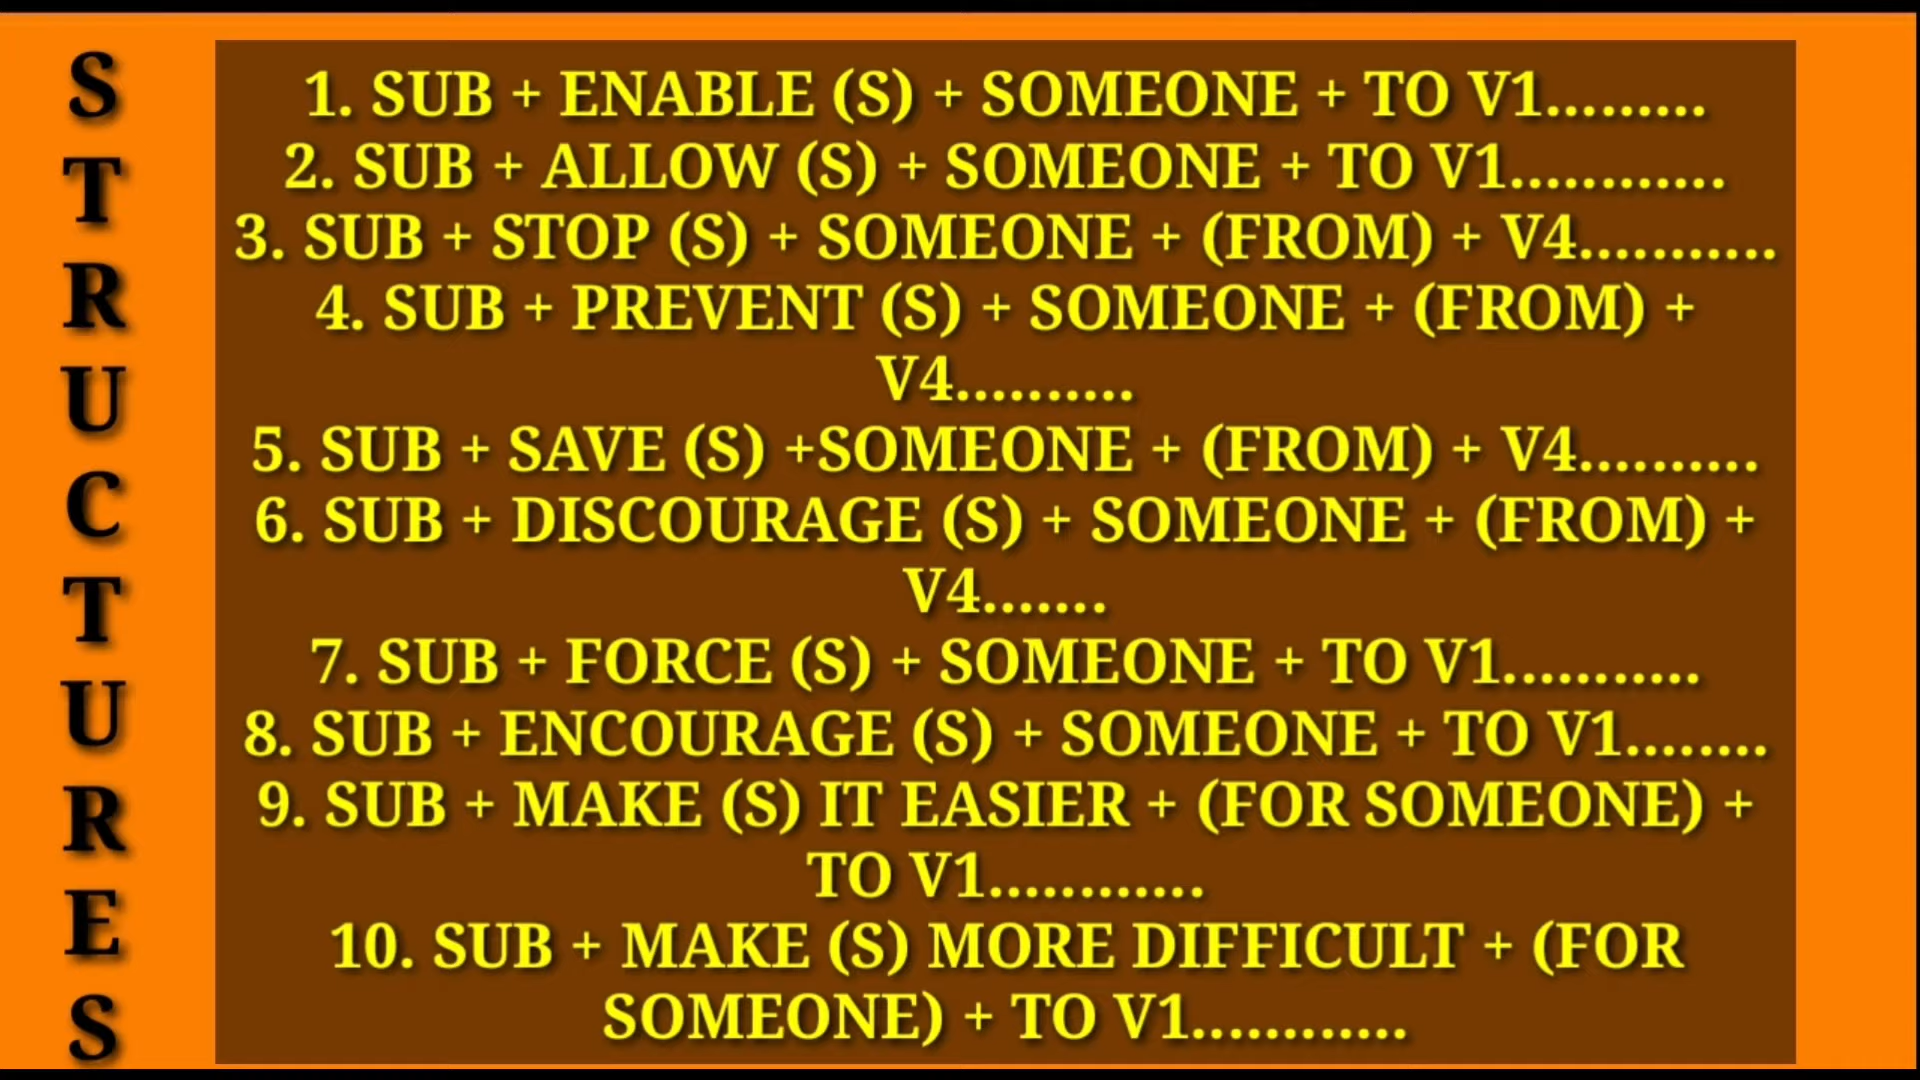 STRUCTURES
1. SUB + ENABLE (S) + SOMEONE + TO V1.........
2. SUB + ALLOW (S) + SOMEONE + TO V1............
3. SUB + STOP (S) + SOMEONE + (FROM) + V4...........
4. SUB + PREVENT (S) + SOMEONE + (FROM) +
V4..........
5. SUB + SAVE (S) +SOMEONE + (FROM) + V4..........
6. SUB + DISCOURAGE (S) + SOMEONE + (FROM) +
V4.......
7. SUB + FORCE (S) + SOMEONE + TO V1...........
8. SUB + ENCOURAGE (S) + SOMEONE + TO V1........
9. SUB + MAKE (S) IT EASIER + (FOR SOMEONE) +
TO V1............
10. SUB + MAKE (S) MORE DIFFICULT + (FOR
SOMEONE) + TO V1............